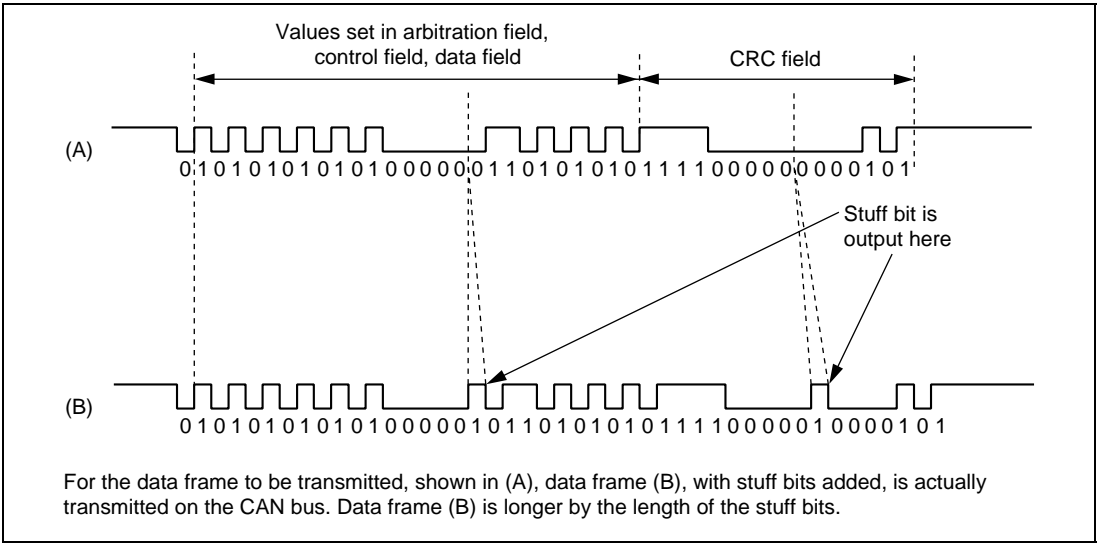 Values set in arbitration field,
control field, data field
CRC field
(A)
0 1 0 1 0 1 0 1 0 1 0 1 0 0 0 0 0 0 1 1 0 1 0 1 0 1 0 1 1 1 1 0 0 0 0 0 0 0 0 0 1 0 1
Stuff bit is
output here
(B)
0 1 0 1 0 1 0 1 0 1 0 1 0 0 0 0 0 1 0 1 1 0 1 0 1 0 1 0 1 1 1 1 0 0 0 0 0 1 0 0 0 0 1 0 1
For the data frame to be transmitted, shown in (A), data frame (B), with stuff bits added, is actually
transmitted on the CAN bus. Data frame (B) is longer by the length of the stuff bits.